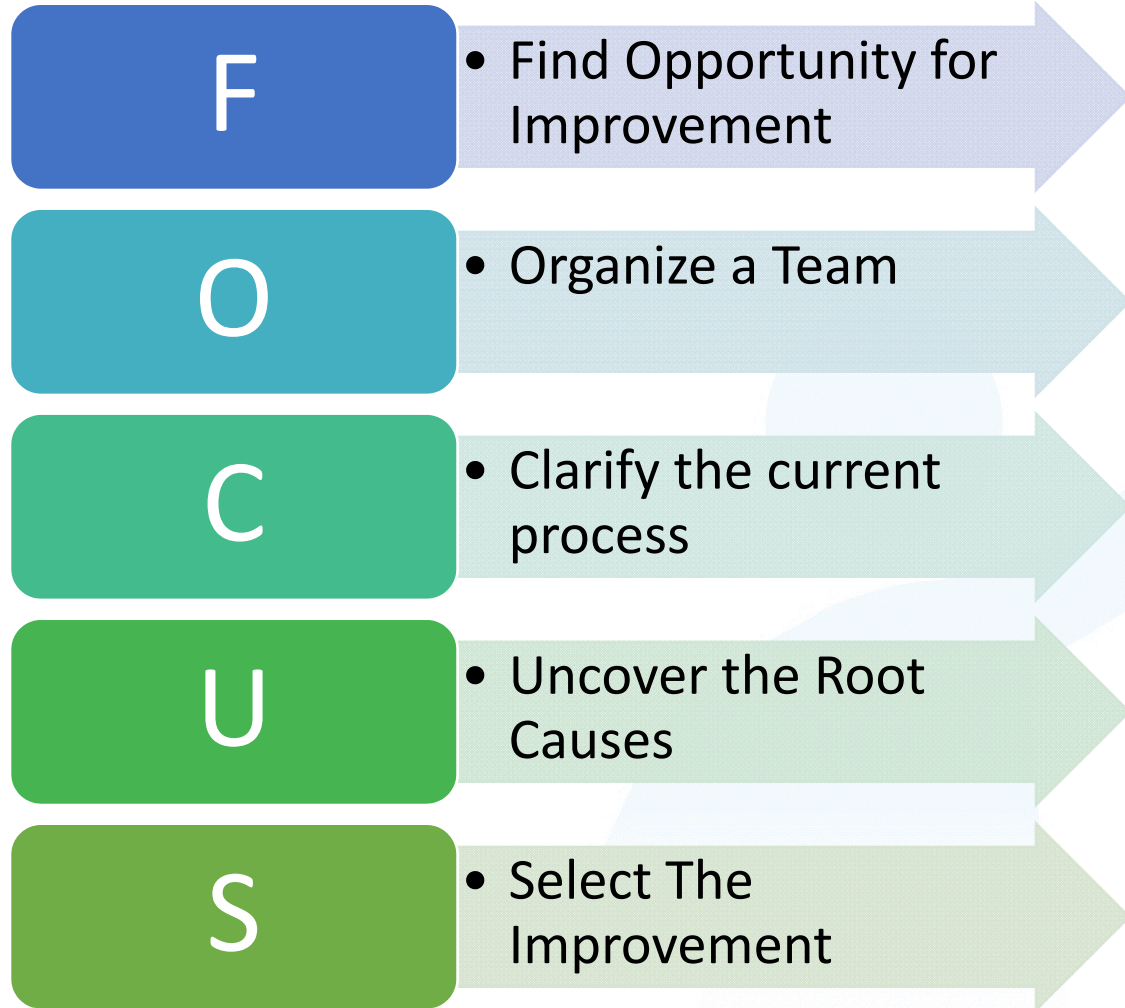 F
• Find Opportunity for
Improvement
O
• Organize a Team
C
• Clarify the current
process
U
• Uncover the Root
Causes
S
• Select The
Improvement